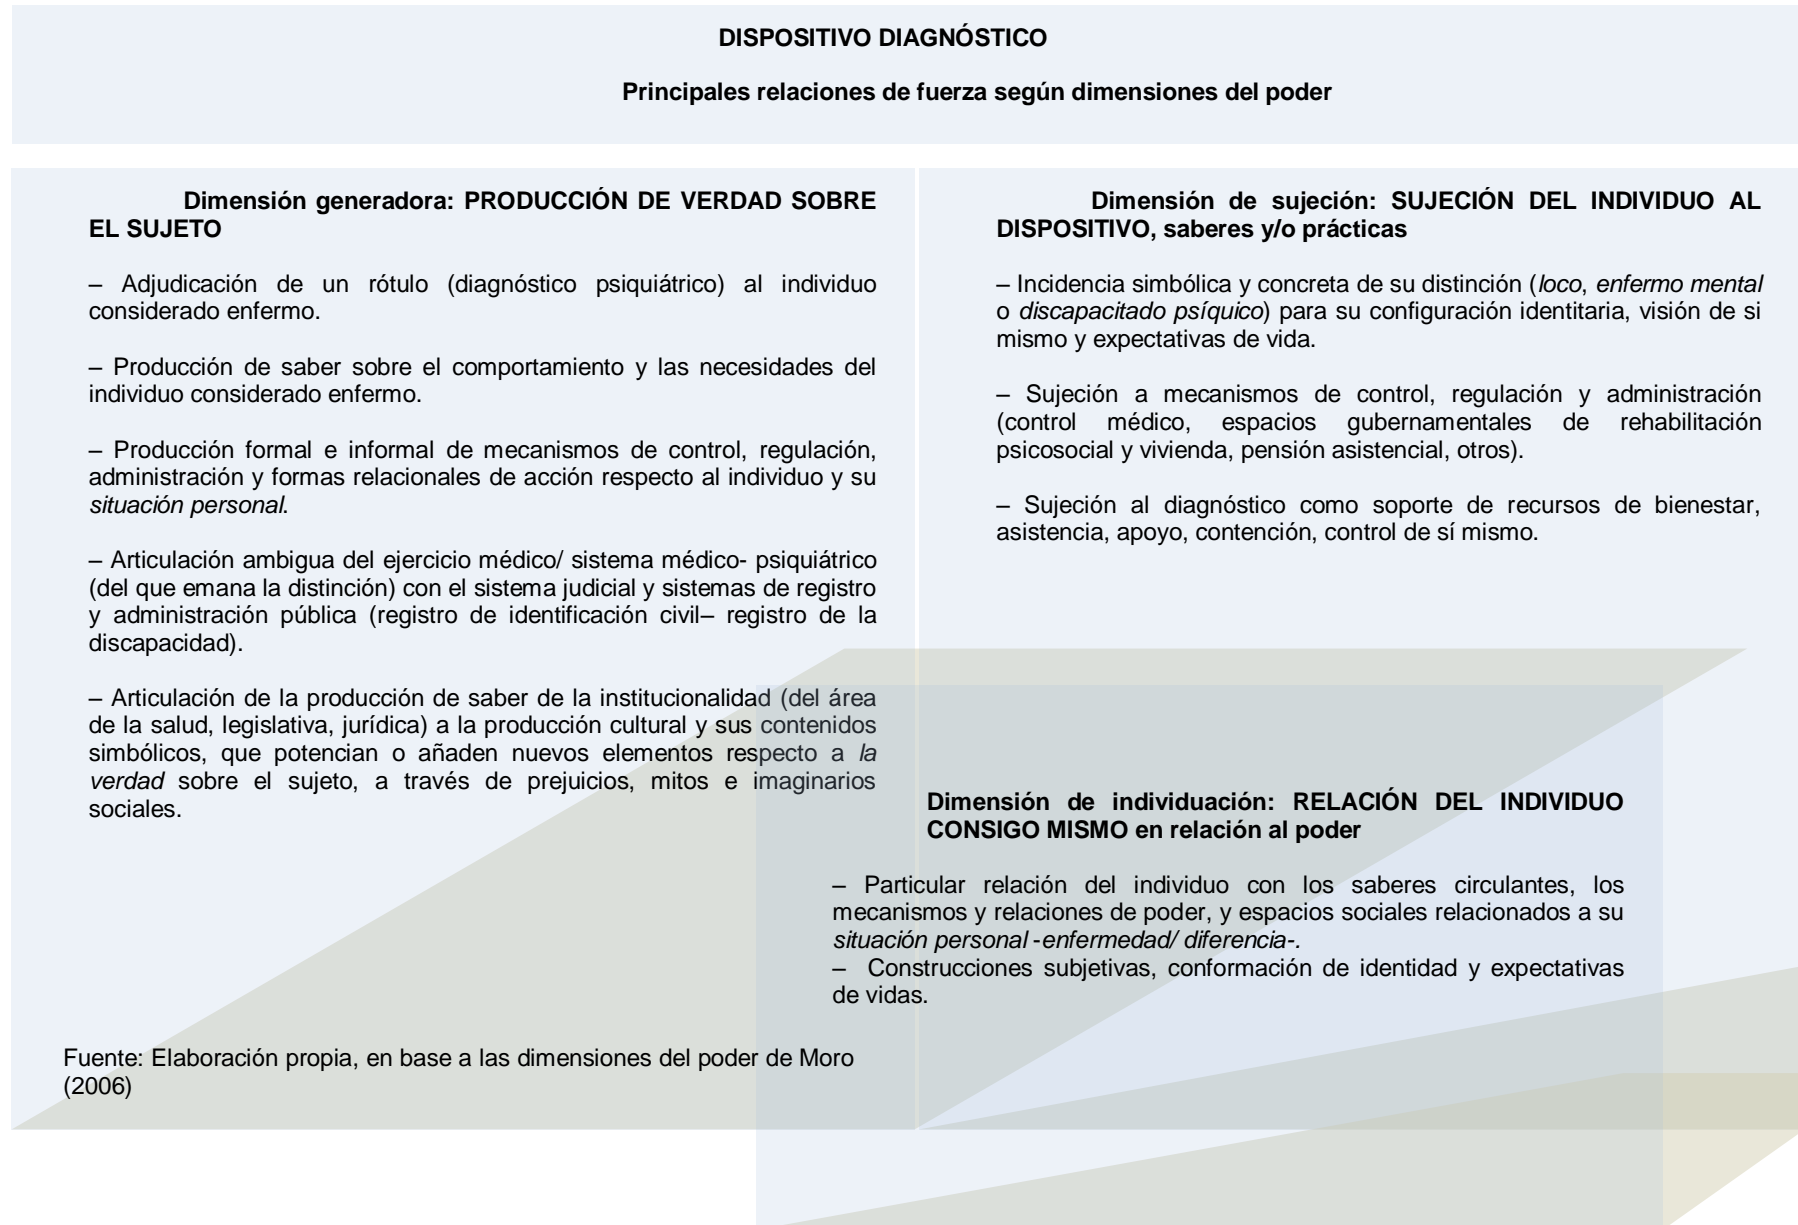 DISPOSITIVO DIAGNÓSTICO
Principales relaciones de fuerza según dimensiones del poder
Dimensión generadora: PRODUCCIÓN DE VERDAD SOBRE
EL SUJETO
– Adjudicación de un rótulo (diagnóstico psiquiátrico) al individuo
considerado enfermo.
– Producción de saber sobre el comportamiento y las necesidades del
individuo considerado enfermo.
– Producción formal e informal de mecanismos de control, regulación,
administración y formas relacionales de acción respecto al individuo y su
situación personal.
– Articulación ambigua del ejercicio médico/ sistema médico- psiquiátrico
(del que emana la distinción) con el sistema judicial y sistemas de registro
y administración pública (registro de identificación civil– registro de la
discapacidad).
– Articulación de la producción de saber de la institucionalidad (del área
de la salud, legislativa, jurídica) a la producción cultural y sus contenidos
simbólicos, que potencian o añaden nuevos elementos respecto a la
verdad sobre el sujeto, a través de prejuicios, mitos e imaginarios
sociales.
Dimensión de sujeción: SUJECIÓN DEL INDIVIDUO AL
DISPOSITIVO, saberes y/o prácticas
– Incidencia simbólica y concreta de su distinción (loco, enfermo mental
o discapacitado psíquico) para su configuración identitaria, visión de si
mismo y expectativas de vida.
– Sujeción a mecanismos de control, regulación y administración
(control médico, espacios gubernamentales de rehabilitación
psicosocial y vivienda, pensión asistencial, otros).
– Sujeción al diagnóstico como soporte de recursos de bienestar,
asistencia, apoyo, contención, control de sí mismo.
Dimensión de individuación: RELACIÓN DEL INDIVIDUO
CONSIGO MISMO en relación al poder
– Particular relación del individuo con los saberes circulantes, los
mecanismos y relaciones de poder, y espacios sociales relacionados a su
situación personal -enfermedad/ diferencia-.
– Construcciones subjetivas, conformación de identidad y expectativas
de vidas.
Fuente: Elaboración propia, en base a las dimensiones del poder de Moro
(2006)